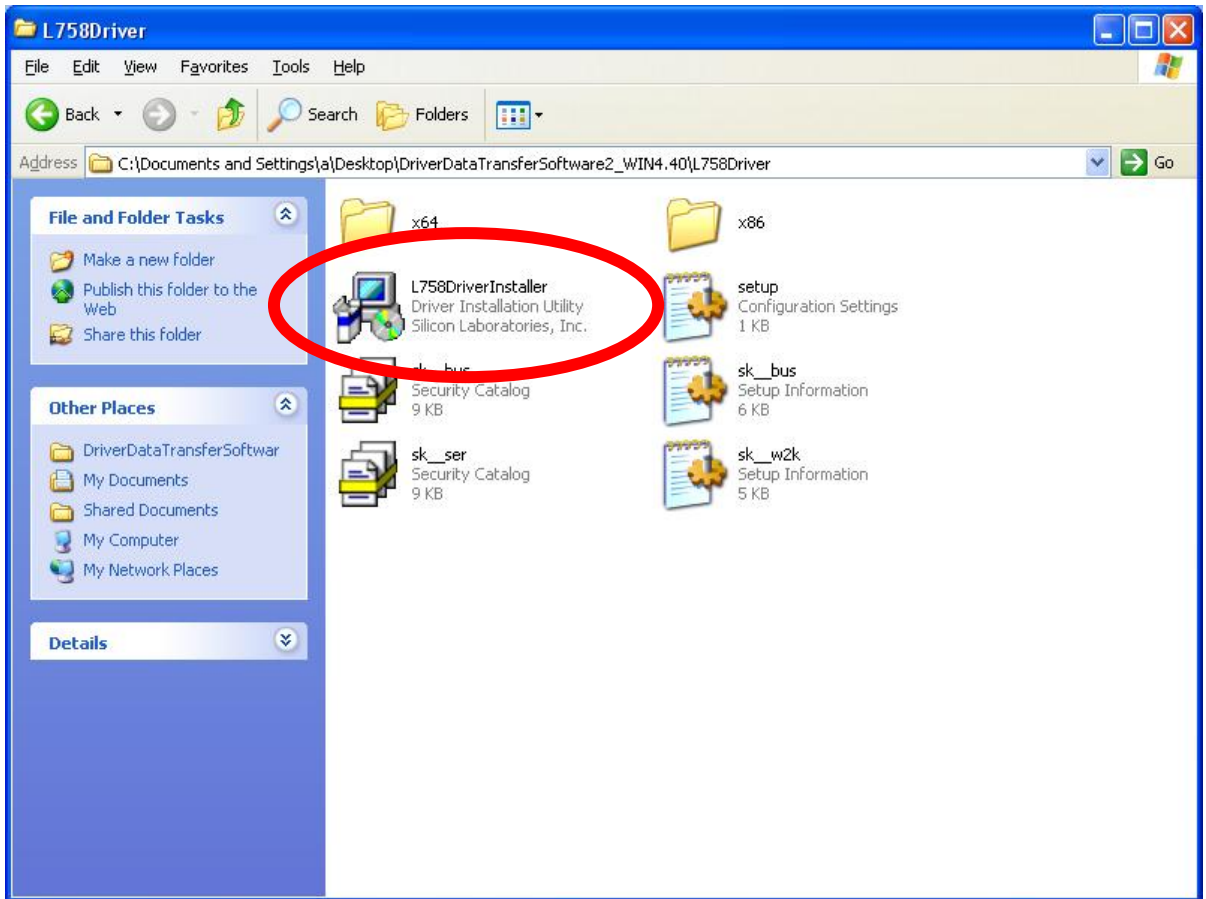 L758Driver
File Edit View Favorites Tools Help
Back Search Folders
Address C:\Documents and Settings\a\Desktop\DriverDataTransferSoftware2_WIN4.40\L758Driver Go
File and Folder Tasks
Make a new folder
Publish this folder to the
Web
Share this folder
Other Places
DriverDataTransferSoftwar
My Documents
Shared Documents
My Computer
My Network Places
Details
x64
x86
L758DriverInstaller
Driver Installation Utility
Silicon Laboratories, Inc.
setup
Configuration Settings
1 KB
sk__bus
Security Catalog
9 KB
sk__bus
Setup Information
6 KB
sk__ser
Security Catalog
9 KB
sk__w2k
Setup Information
5 KB